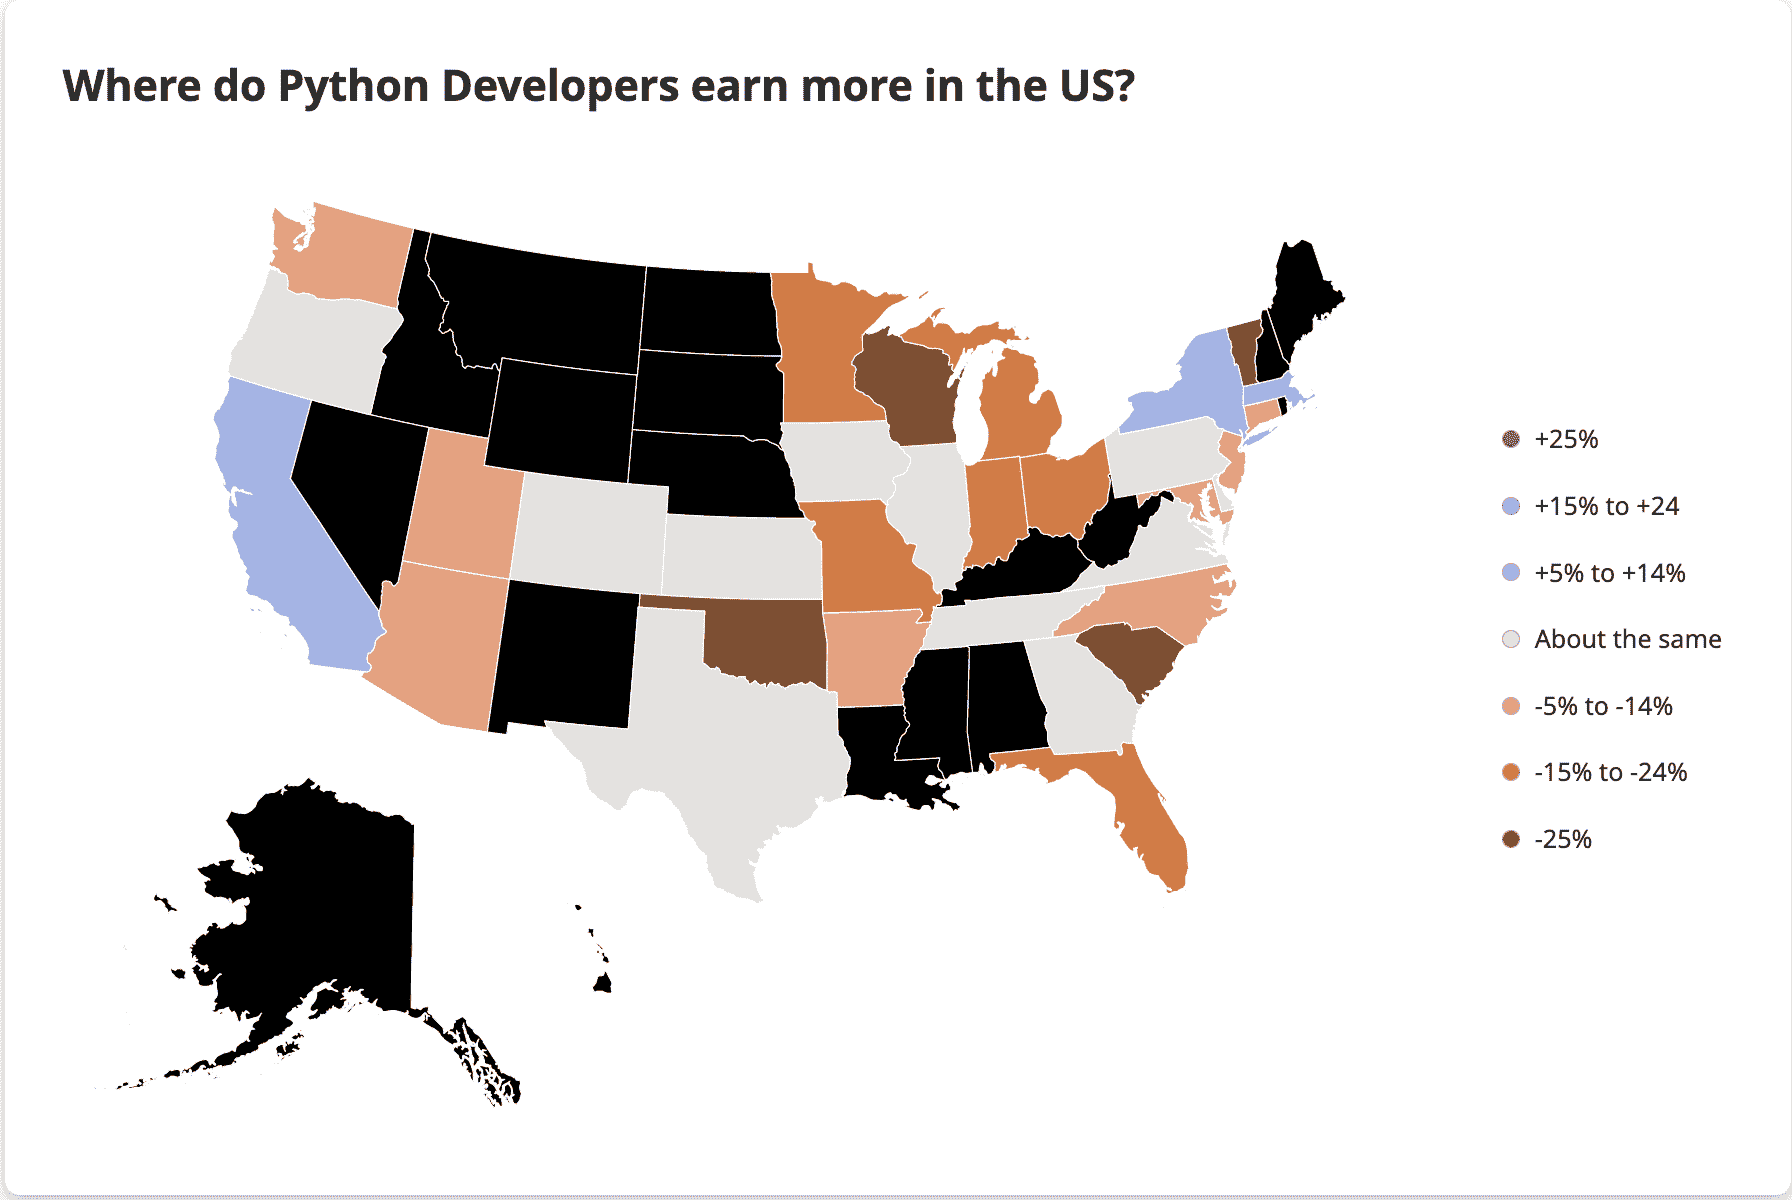 Where do Python Developers earn more in the US?
+25%
+15% to +24
+5% to +14%
About the same
-5% to -14%
-15% to -24%
-25%